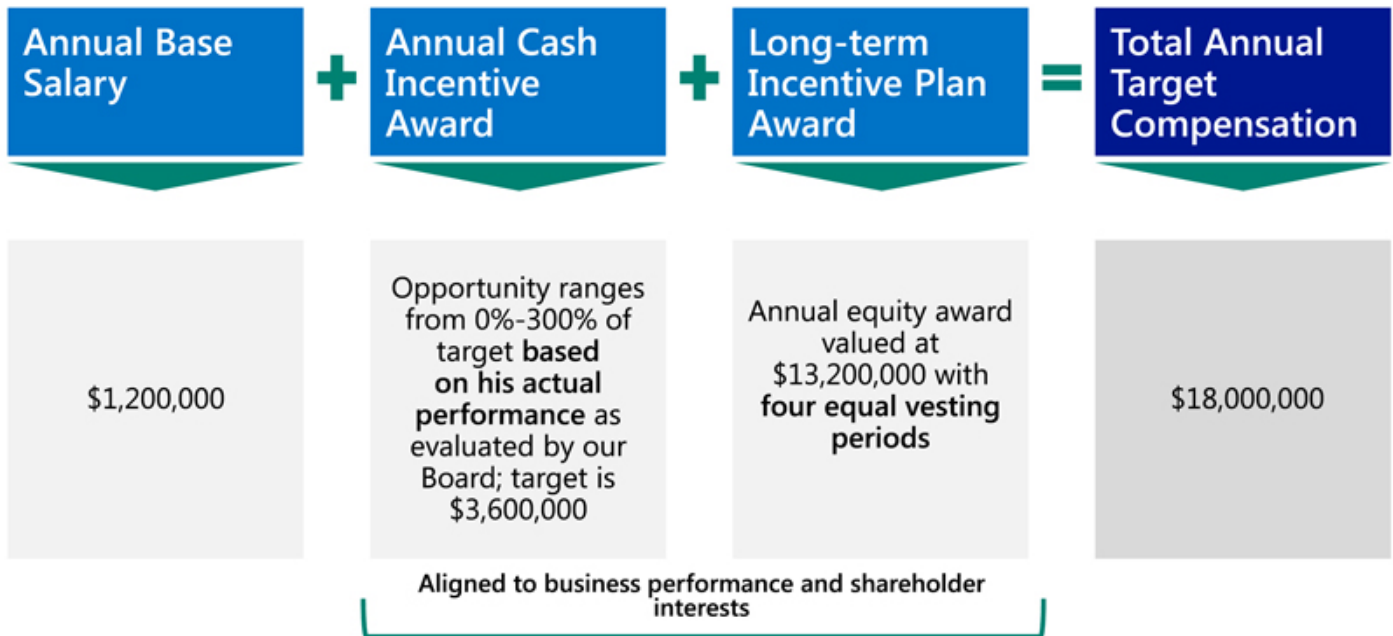 Annual Base
Salary
+
Annual Cash
Incentive
Award
+
Long-term
Incentive Plan
Award
=
Total Annual
Target
Compensation
$1,200,000
Opportunity ranges
from 0%-300% of
target based
on his actual
performance as
evaluated by our
Board; target is
$3,600,000
Annual equity award
valued at
$13,200,000 with
four equal vesting
periods
$18,000,000
Aligned to business performance and shareholder
interests